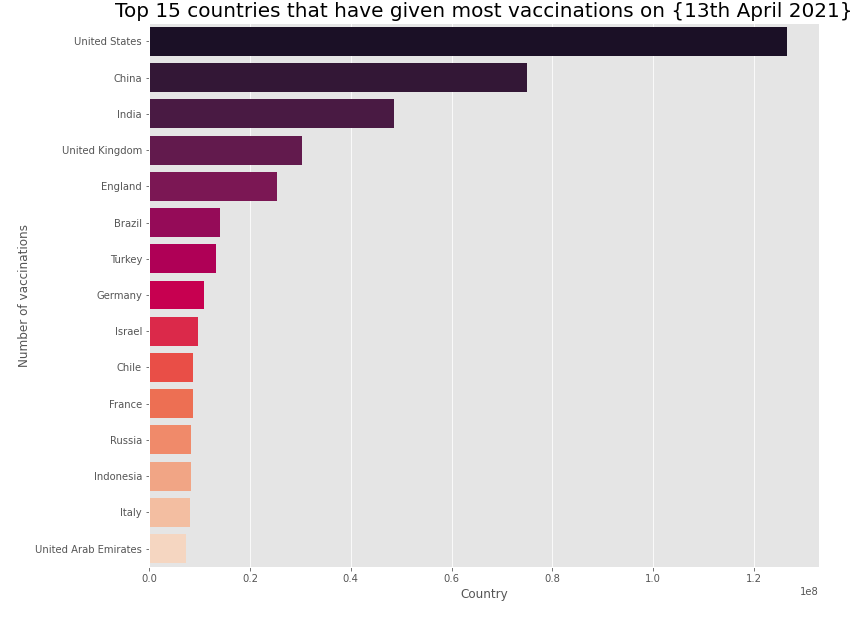 Top 15 countries that have given most vaccinations on {13th April 2021}
United States
China
India
United Kingdom
England
Brazil
Turkey
Germany
Israel
Chile
France
Russia
Indonesia
Italy
United Arab Emirates
Number of vaccinations
0.0 0.2 0.4 0.6 0.8 1.0 1.2
1e8
Country